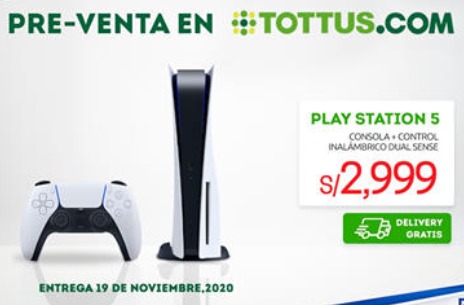 PRE-VENTA EN TOTTUS.COM
PLAY STATION 5
CONSOLA + CONTROL
INALÁMBRICO DUAL SENSE
S/2,999
DELIVERY
GRATIS
ENTREGA 19 DE NOVIEMBRE,2020